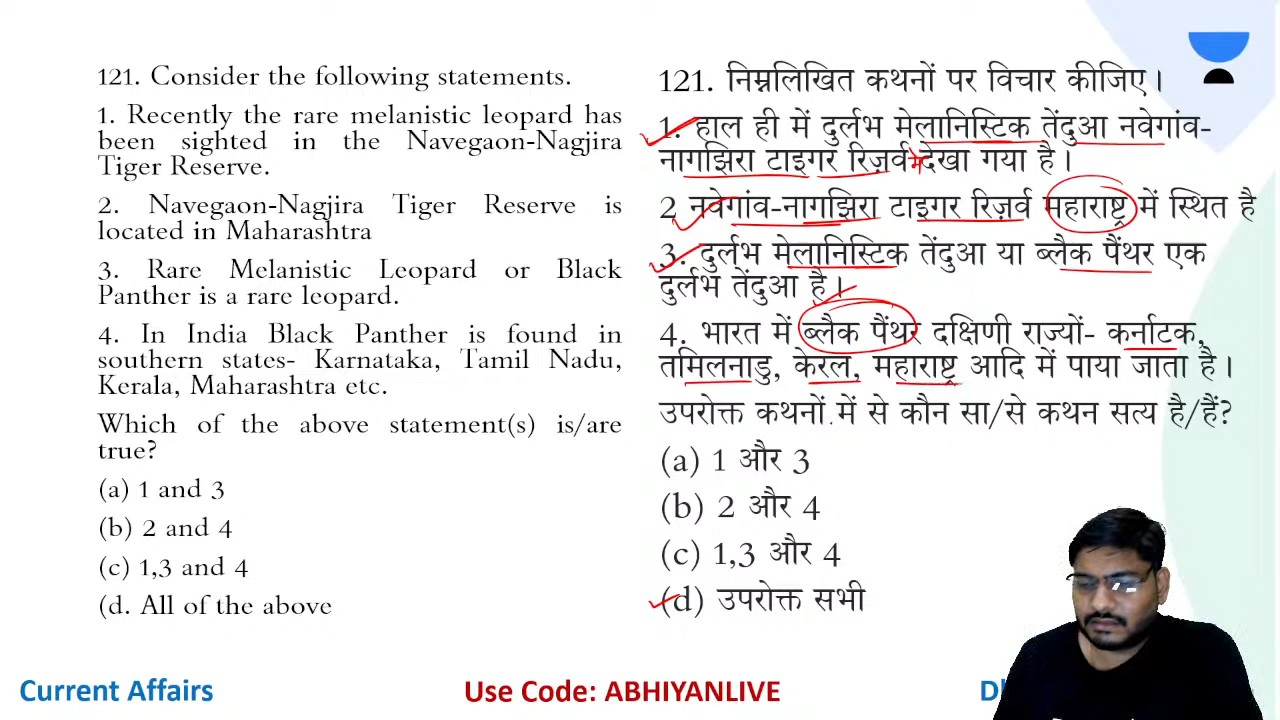 121. Consider the following statements.
1. Recently the rare melanistic leopard has
been sighted in the Navegaon-Nagjira
Tiger Reserve.
2. Navegaon-Nagjira Tiger Reserve is
located in Maharashtra
3. Rare Melanistic Leopard or Black
Panther is a rare leopard.
4. In India Black Panther is found in
southern states- Karnataka, Tamil Nadu,
Kerala, Maharashtra etc.
Which of the above statement(s) is/are
true?
(a) 1 and 3
(b) 2 and 4
(c) 1,3 and 4
(d. All of the above
121. निम्नलिखित कथनों पर विचार कीजिए।
1. हाल ही में दुर्लभ मेलानिस्टिक तेंदुआ नवेगांव-
नागझिरा टाइगर रिज़र्व में देखा गया है।
2 नवेगांव-नागझिरा टाइगर रिज़र्व महाराष्ट्र में स्थित है
3. दुर्लभ मेलानिस्टिक तेंदुआ या ब्लैक पैंथर एक
दुर्लभ तेंदुआ है।
4. भारत में ब्लैक पैंथर दक्षिणी राज्यों- कर्नाटक,
तमिलनाडु, केरल, महाराष्ट्र आदि में पाया जाता है।
उपरोक्त कथनों में से कौन सा/से कथन सत्य है/हैं?
(a) 1 और 3
(b) 2 और 4
(c) 1,3 और 4
(d) उपरोक्त सभी
Current Affairs
Use Code: ABHIYANLIVE